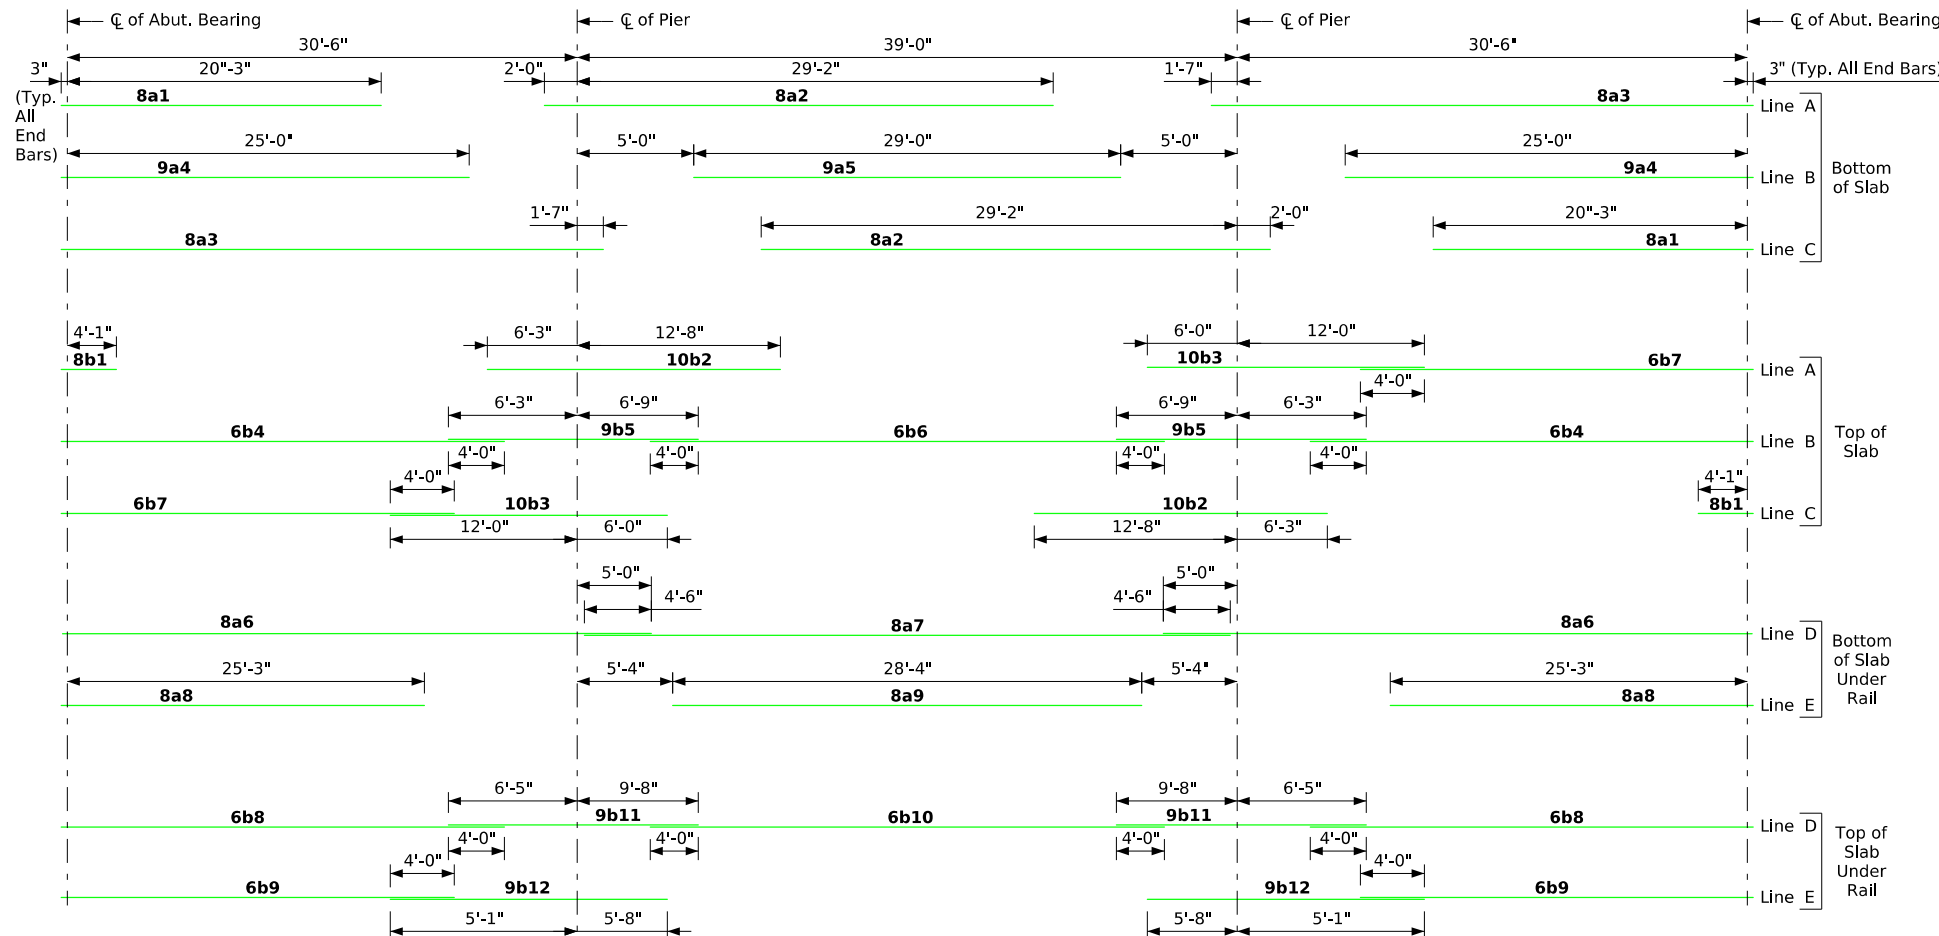 ℄ of Abut. Bearing
℄ of Pier
℄ of Pier
℄ of Abut. Bearing
30'-6"
39'-0"
30'-6"
3"
20"-3"
2'-0"
29'-2"
1'-7"
3" (Typ. All End Bars)
(Typ.
All
End
Bars)
8a1
8a2
8a3
Line A
25'-0"
5'-0"
29'-0"
5'-0"
25'-0"
9a4
9a5
9a4
Line B
Bottom
of Slab
1'-7"
29'-2"
2'-0"
20"-3"
8a3
8a2
8a1
Line C
4'-1"
6'-3"
12'-8"
6'-0"
12'-0"
8b1
10b2
10b3
6b7
Line A
4'-0"
6'-3"
6'-9"
6'-9"
6'-3"
6b4
9b5
6b6
9b5
6b4
Line B
Top of
Slab
4'-0"
4'-0"
4'-0"
4'-0"
4'-0"
4'-1"
6b7
10b3
10b2
8b1
Line C
12'-0"
6'-0"
12'-8"
6'-3"
5'-0"
5'-0"
4'-6"
4'-6"
8a6
8a7
8a6
Line D
25'-3"
5'-4"
28'-4"
5'-4"
25'-3"
8a8
8a9
8a8
Line E
Bottom
of Slab
Under
Rail
6'-5"
9'-8"
9'-8"
6'-5"
6b8
9b11
6b10
9b11
6b8
Line D
4'-0"
4'-0"
4'-0"
4'-0"
4'-0"
4'-0"
6b9
9b12
9b12
6b9
Line E
Top of
Slab
Under
Rail
5'-1"
5'-8"
5'-8"
5'-1"